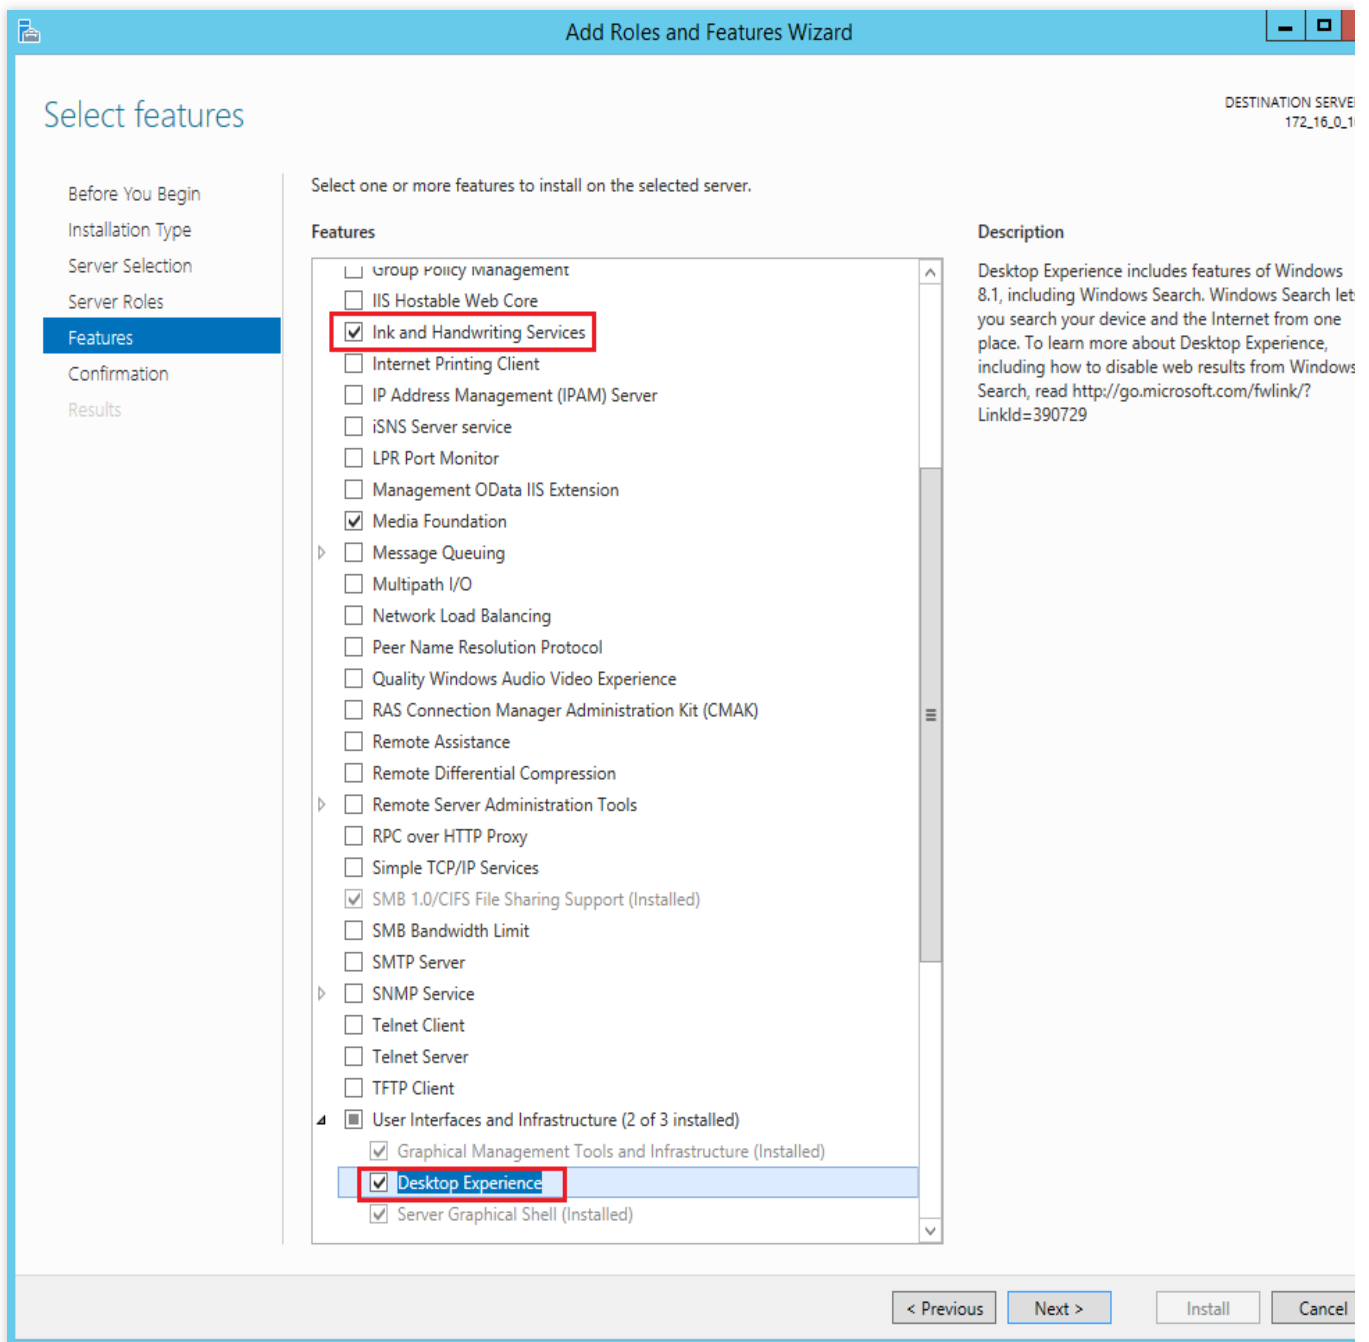 Add Roles and Features Wizard
Select features
DESTINATION SERVER
172_16_0_1
Before You Begin
Installation Type
Server Selection
Server Roles
Features
Confirmation
Results
Select one or more features to install on the selected server.
Features
Group Policy Management
IIS Hostable Web Core
Ink and Handwriting Services
Internet Printing Client
IP Address Management (IPAM) Server
iSNS Server service
LPR Port Monitor
Management OData IIS Extension
Media Foundation
Message Queuing
Multipath I/O
Network Load Balancing
Peer Name Resolution Protocol
Quality Windows Audio Video Experience
RAS Connection Manager Administration Kit (CMAK)
Remote Assistance
Remote Differential Compression
Remote Server Administration Tools
RPC over HTTP Proxy
Simple TCP/IP Services
SMB 1.0/CIFS File Sharing Support (Installed)
SMB Bandwidth Limit
SMTP Server
SNMP Service
Telnet Client
Telnet Server
TFTP Client
User Interfaces and Infrastructure (2 of 3 installed)
Graphical Management Tools and Infrastructure (Installed)
Desktop Experience
Server Graphical Shell (Installed)
Description
Desktop Experience includes features of Windows
8.1, including Windows Search. Windows Search lets
you search your device and the Internet from one
place. To learn more about Desktop Experience,
including how to disable web results from Windows
Search, read http://go.microsoft.com/fwlink/?
LinkId=390729
< Previous
Next >
Install
Cancel